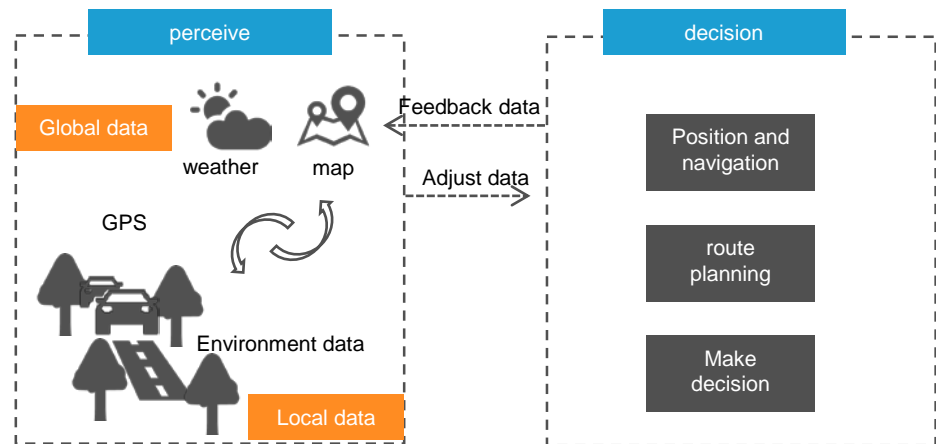 perceive
decision
Global data
weather
map
Feedback data
Adjust data
GPS
Environment data
Local data
Position and
navigation
route
planning
Make
decision